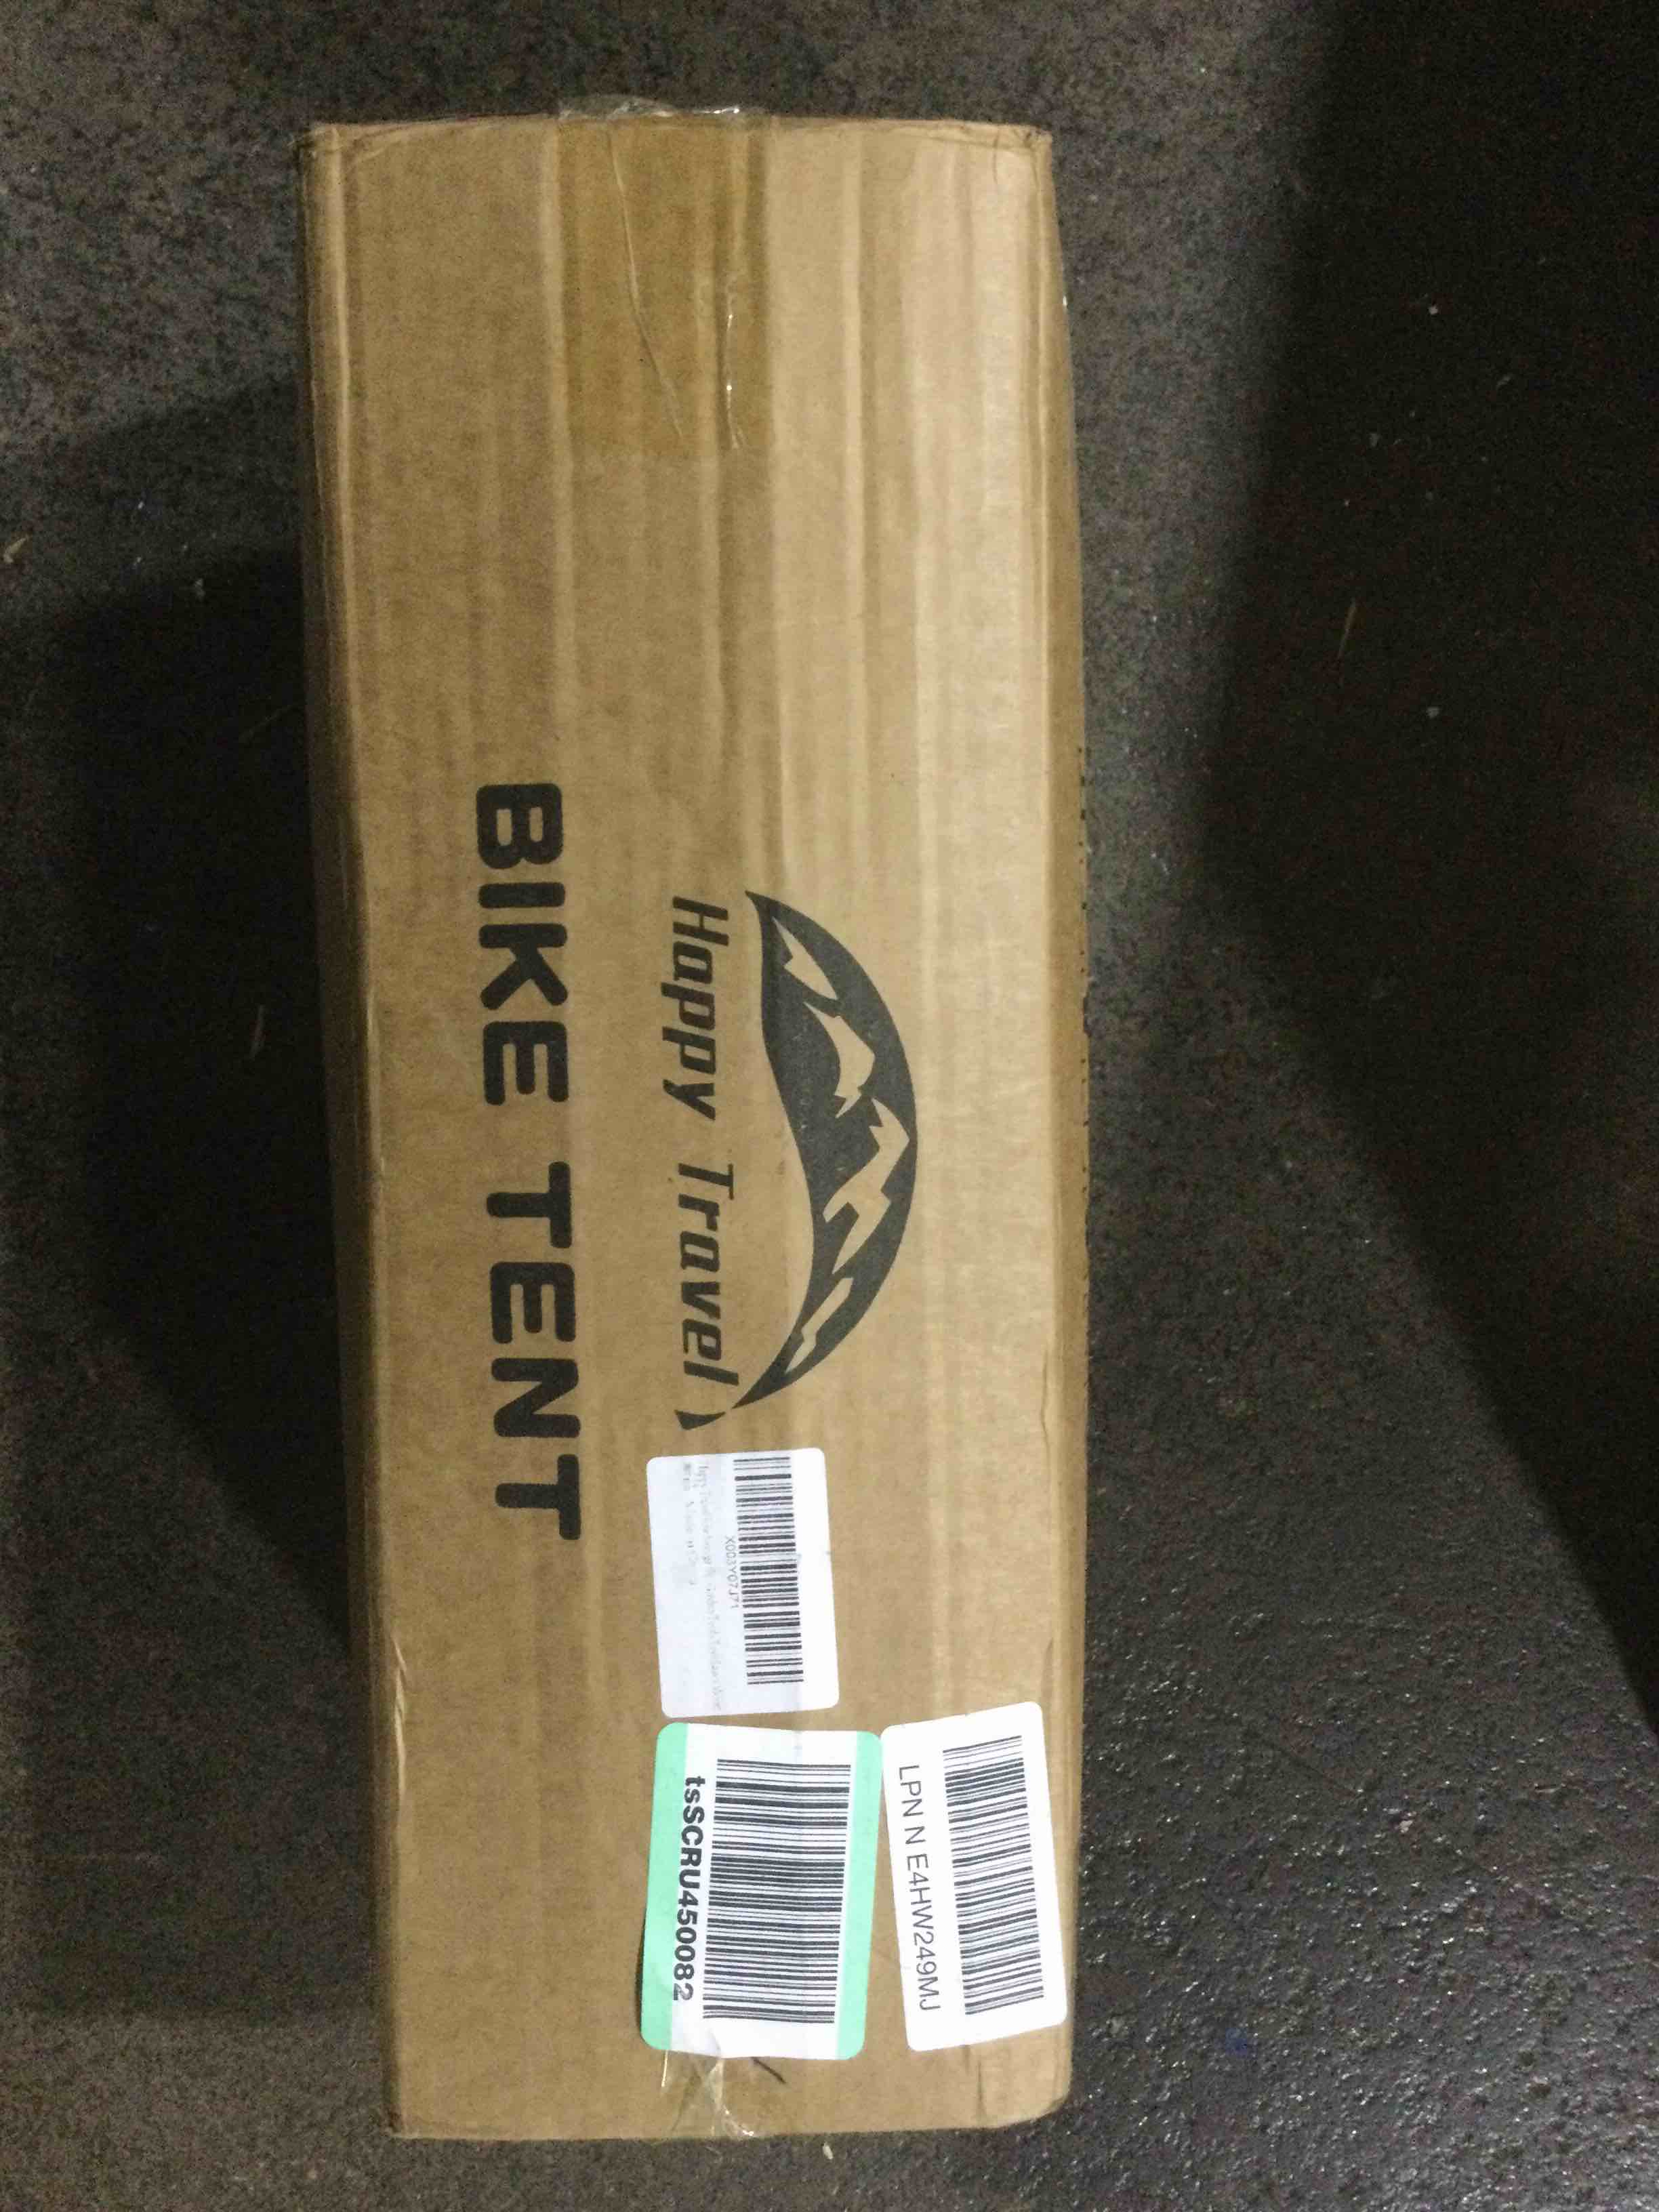 Happy Travel
BIKE TENT
X003Y07J71
LPN N E4HW249MJ
tsSCRU450082